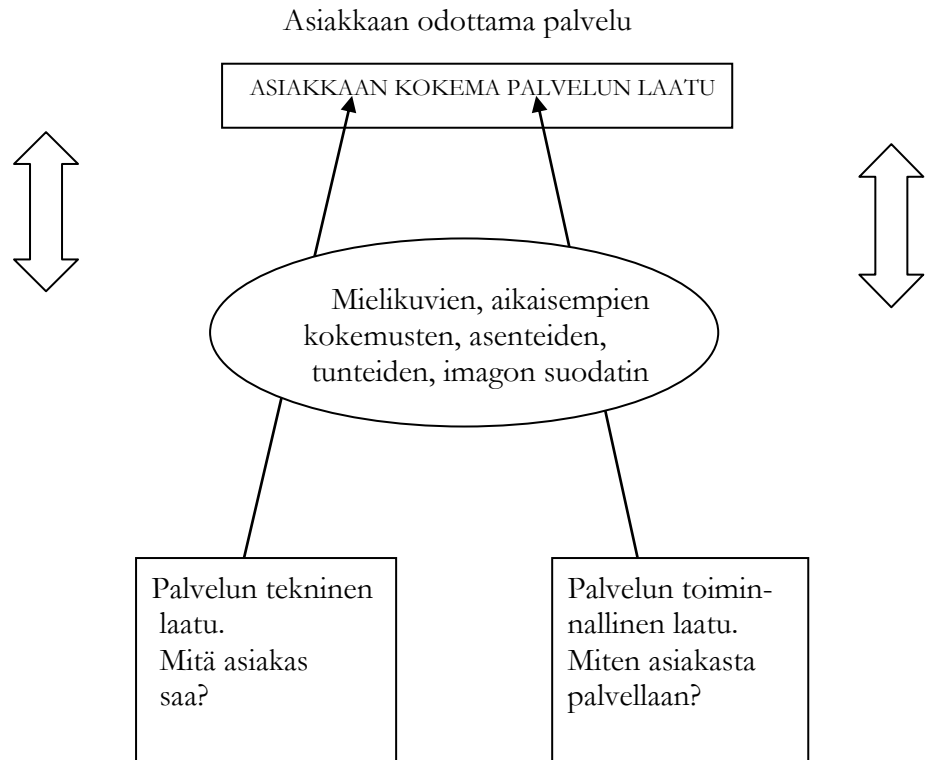 Asiakkaan odottama palvelu
ASIAKKAAN KOKEMA PALVELUN LAATU
Mielikuvien, aikaisempien
kokemusten, asenteiden,
tunteiden, imagon suodatin
Palvelun tekninen
laatu.
Mitä asiakas
saa?
Palvelun toimin-
nallinen laatu.
Miten asiakasta
palvellaan?